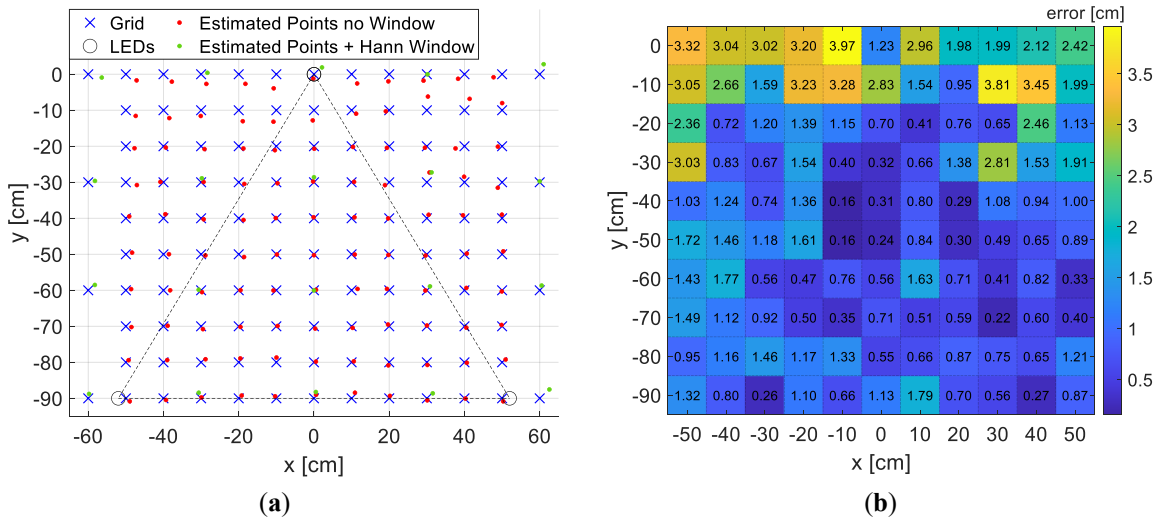 Grid
Estimated Points no Window
LEDs
Estimated Points + Hann Window
0
-10
-20
-30
-40
-50
-60
-70
-80
-90
y [cm]
-60 -40 -20 0 20 40 60
x [cm]
(a)
error [cm]
0 3.32 3.04 3.02 3.20 3.97 1.23 2.96 1.98 1.99 2.12 2.42
-10 3.05 2.66 1.59 3.23 3.28 2.83 1.54 0.95 3.81 3.45 1.99
-20 2.36 0.72 1.20 1.39 1.15 0.70 0.41 0.76 0.65 2.46 1.13
-30 3.03 0.83 0.67 1.54 0.40 0.32 0.66 1.38 2.81 1.53 1.91
-40 1.03 1.24 0.74 1.36 0.16 0.31 0.80 0.29 1.08 0.94 1.00
-50 1.72 1.46 1.18 1.61 0.16 0.24 0.84 0.30 0.49 0.65 0.89
-60 1.43 1.77 0.56 0.47 0.76 0.56 1.63 0.71 0.41 0.82 0.33
-70 1.49 1.12 0.92 0.50 0.35 0.71 0.51 0.59 0.22 0.60 0.40
-80 0.95 1.16 1.46 1.17 1.33 0.55 0.66 0.87 0.75 0.65 1.21
-90 1.32 0.80 0.26 1.10 0.66 1.13 1.79 0.70 0.56 0.27 0.87
y [cm]
-50 -40 -30 -20 -10 0 10 20 30 40 50
x [cm]
3.5
3
2.5
2
1.5
1
0.5
(b)